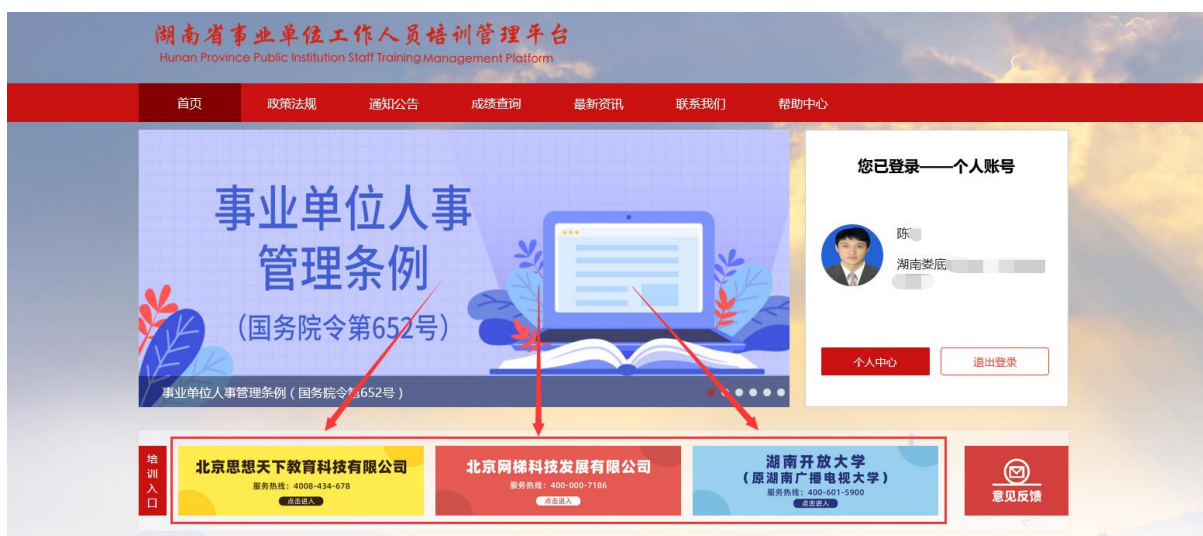 湖南省事业单位工作人员培训管理平台
Hunan Province Public Institution Staff Training Management Platform
首页 政策法规 通知公告 成绩查询 最新资讯 联系我们 帮助中心
事业单位人事
管理条例
（国务院令第652号）
事业单位人事管理条例（国务院令第652号）
您已登录——个人账号
陈
湖南娄底
个人中心 退出登录
培训入口
北京思想天下教育科技有限公司
服务热线：4008-434-678
点击进入
北京网梯科技发展有限公司
服务热线：400-000-7186
点击进入
湖南开放大学
（原湖南广播电视大学）
服务热线：400-601-5900
点击进入
意见反馈